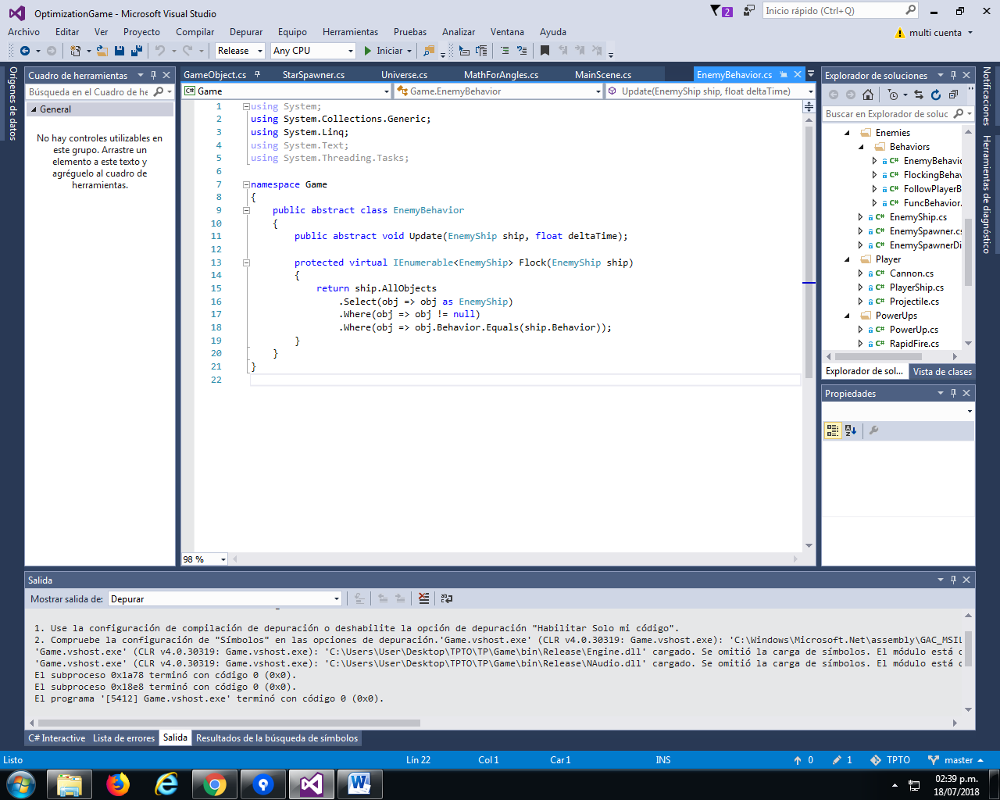 OptimizationGame - Microsoft Visual Studio
2
Inicio rápido (Ctrl+Q)
Archivo Editar Ver Proyecto Compilar Depurar Equipo Herramientas Pruebas Analizar Ventana Ayuda
multi cuenta
Release Any CPU Iniciar
Orígenes de datos
Cuadro de herramientas
Búsqueda en el Cuadro de he
General
No hay controles utilizables en
este grupo. Arrastre un
elemento a este texto y
agréguelo al cuadro de
herramientas.
GameObject.cs StarSpawner.cs Universe.cs MathForAngles.cs MainScene.cs EnemyBehavior.cs
C# Game Game.EnemyBehavior Update(EnemyShip ship, float deltaTime)
1 using System;
2 using System.Collections.Generic;
3 using System.Linq;
4 using System.Text;
5 using System.Threading.Tasks;
6
7 namespace Game
8 {
9 public abstract class EnemyBehavior
10 {
11 public abstract void Update(EnemyShip ship, float deltaTime);
12
13 protected virtual IEnumerable<EnemyShip> Flock(EnemyShip ship)
14 {
15 return ship.AllObjects
16 .Select(obj => obj as EnemyShip)
17 .Where(obj => obj != null)
18 .Where(obj => obj.Behavior.Equals(ship.Behavior));
19 }
20 }
21 }
22
98 %
Explorador de soluciones
Buscar en Explorador de soluc
Enemies
Behaviors
C# EnemyBehavio
C# FlockingBehav
C# FollowPlayerB
C# FuncBehavior.
C# EnemyShip.cs
C# EnemySpawner.cs
C# EnemySpawnerDi
Player
C# Cannon.cs
C# PlayerShip.cs
C# Projectile.cs
PowerUps
C# PowerUp.cs
C# RapidFire.cs
Explorador de sol... Vista de clases
Propiedades
Notificaciones
Herramientas de diagnóstico
Salida
Mostrar salida de: Depurar
1. Use la configuración de compilación de depuración o deshabilite la opción de depuración "Habilitar Solo mi código".
2. Compruebe la configuración de "Símbolos" en las opciones de depuración.'Game.vshost.exe' (CLR v4.0.30319: Game.vshost.exe): 'C:\Windows\Microsoft.Net\assembly\GAC_MSIL
'Game.vshost.exe' (CLR v4.0.30319: Game.vshost.exe): 'C:\Users\User\Desktop\TPTO\TP\Game\bin\Release\Engine.dll' cargado. Se omitió la carga de símbolos. El módulo está o
'Game.vshost.exe' (CLR v4.0.30319: Game.vshost.exe): 'C:\Users\User\Desktop\TPTO\TP\Game\bin\Release\NAudio.dll' cargado. Se omitió la carga de símbolos. El módulo está o
El subproceso 0x1a78 terminó con código 0 (0x0).
El subproceso 0x18e8 terminó con código 0 (0x0).
El programa '[5412] Game.vshost.exe' terminó con código 0 (0x0).
C# Interactive Lista de errores Salida Resultados de la búsqueda de símbolos
Listo Lín 22 Col 1 Car 1 INS 0 1 TPTO master
02:39 p.m.
18/07/2018